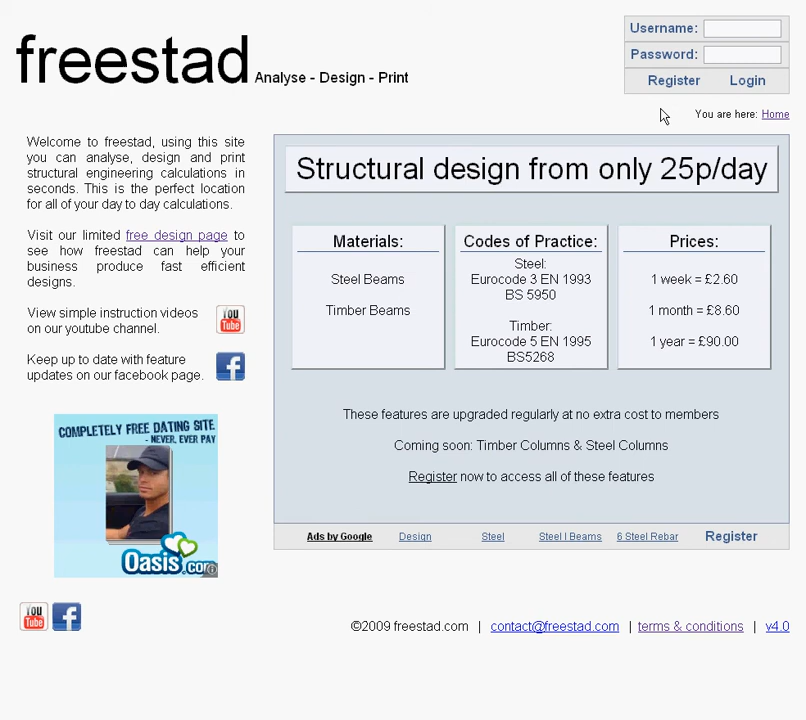 freestad Analyse - Design - Print
Username:
Password:
Register Login
You are here: Home
Welcome to freestad, using this site
you can analyse, design and print
structural engineering calculations in
seconds. This is the perfect location
for all of your day to day calculations.
Visit our limited free design page to
see how freestad can help your
business produce fast efficient
designs.
View simple instruction videos
on our youtube channel.
You Tube
Keep up to date with feature
updates on our facebook page.
f
COMPLETELY FREE DATING SITE
- NEVER, EVER PAY
Oasis.com
Structural design from only 25p/day
Materials:
Steel Beams
Timber Beams
Codes of Practice:
Steel:
Eurocode 3 EN 1993
BS 5950
Timber:
Eurocode 5 EN 1995
BS5268
Prices:
1 week = £2.60
1 month = £8.60
1 year = £90.00
These features are upgraded regularly at no extra cost to members
Coming soon: Timber Columns & Steel Columns
Register now to access all of these features
Ads by Google Design Steel Steel I Beams 6 Steel Rebar Register
You Tube f
©2009 freestad.com | contact@freestad.com | terms & conditions | v4.0